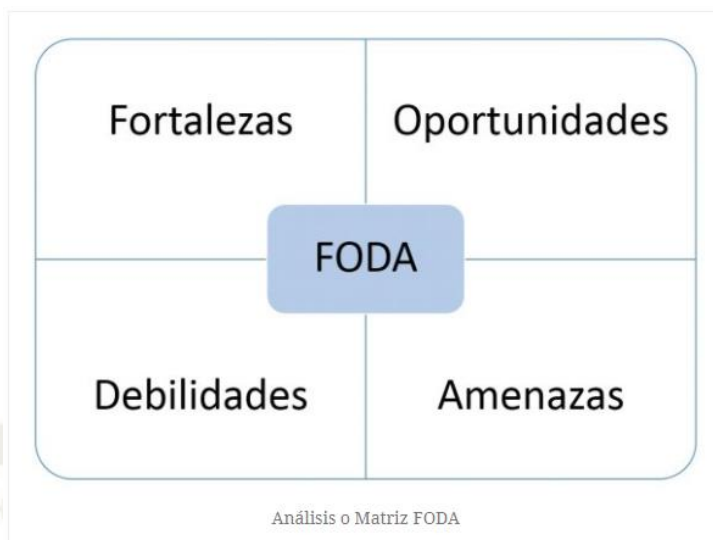 Fortalezas
Oportunidades
FODA
Debilidades
Amenazas
Análisis o Matriz FODA